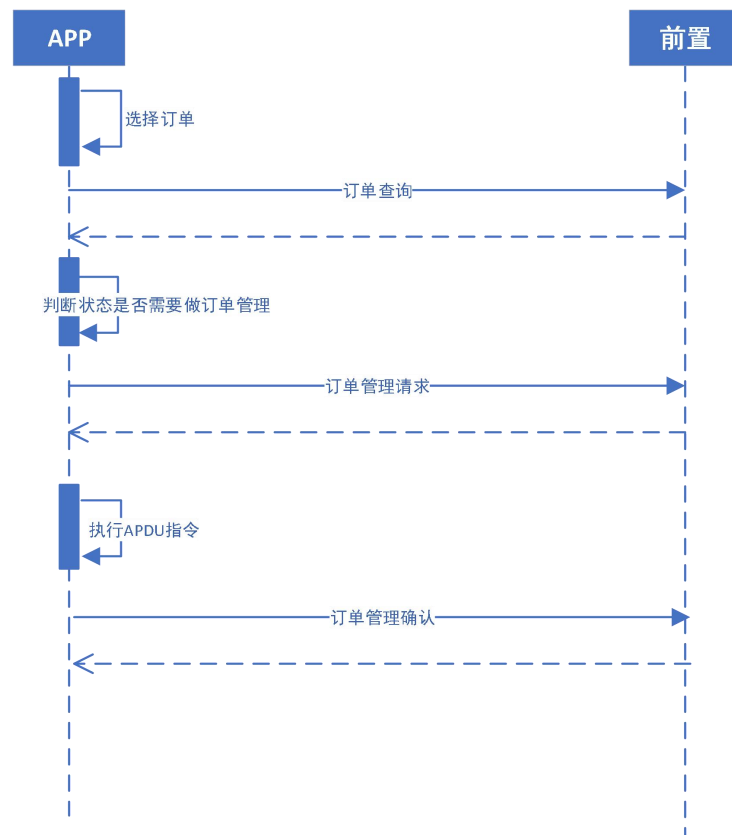 APP
前置
选择订单
订单查询
判断状态是否需要做订单管理
订单管理请求
执行APDU指令
订单管理确认